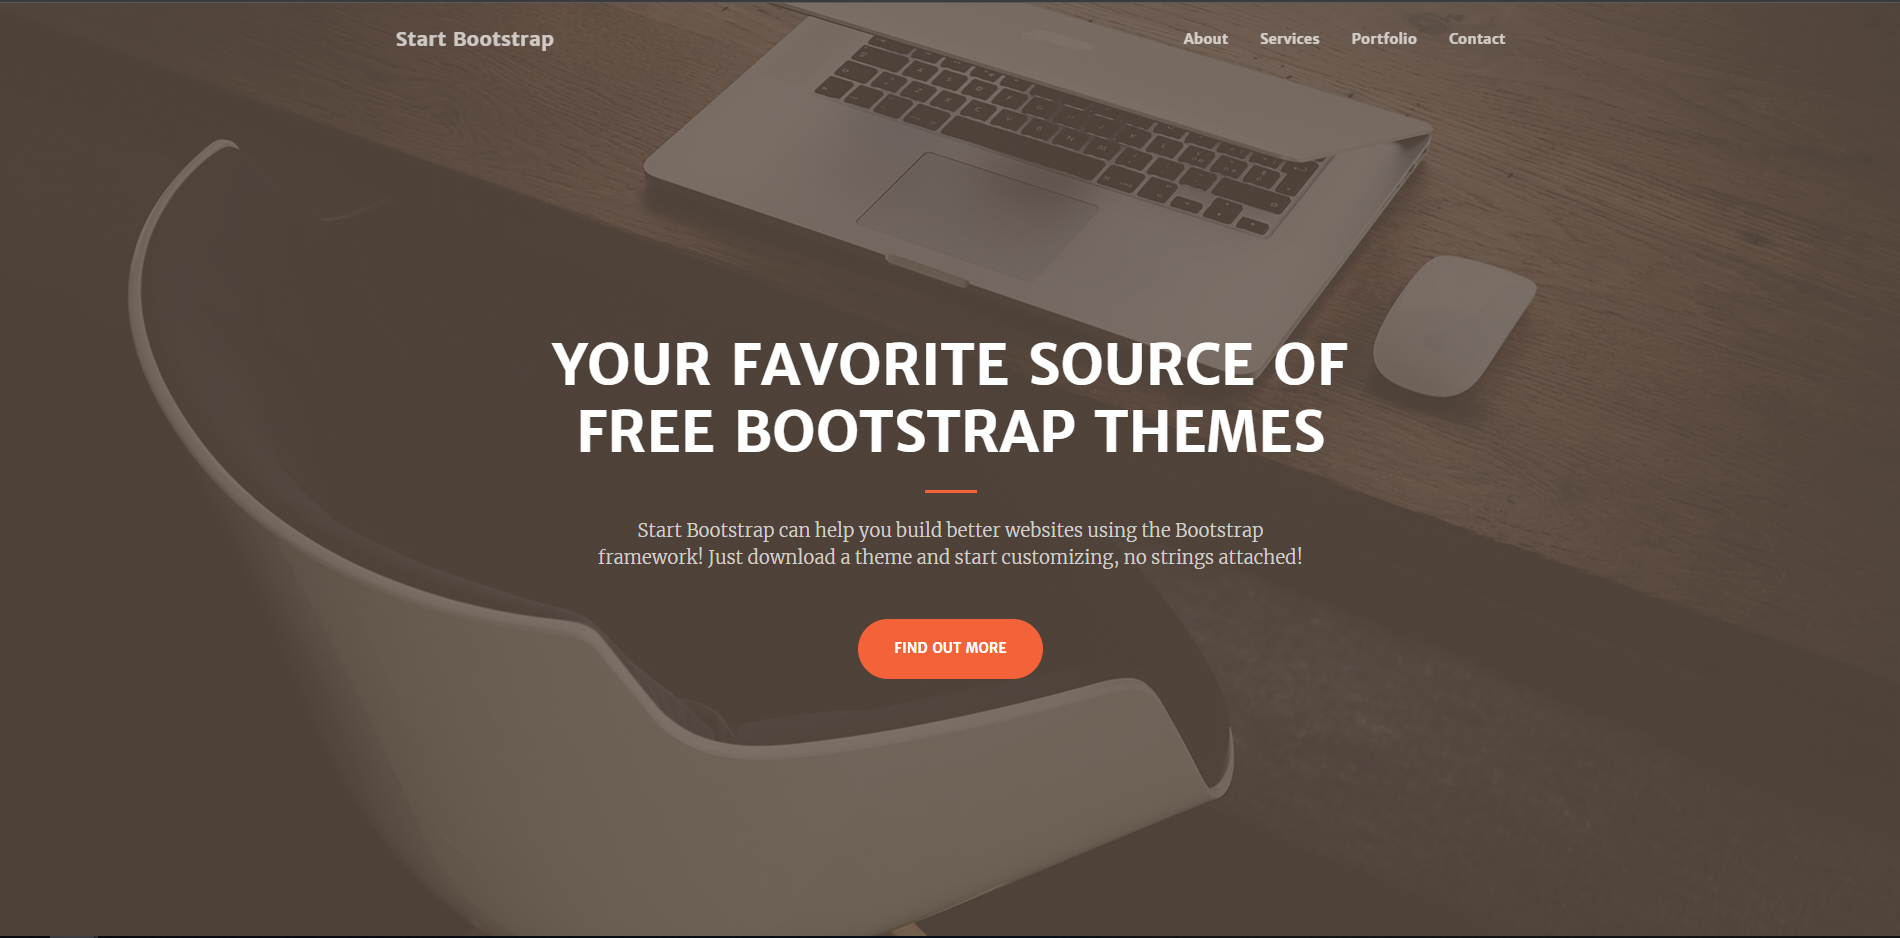 Start Bootstrap
About Services Portfolio Contact
YOUR FAVORITE SOURCE OF
FREE BOOTSTRAP THEMES
Start Bootstrap can help you build better websites using the Bootstrap
framework! Just download a theme and start customizing, no strings attached!
FIND OUT MORE